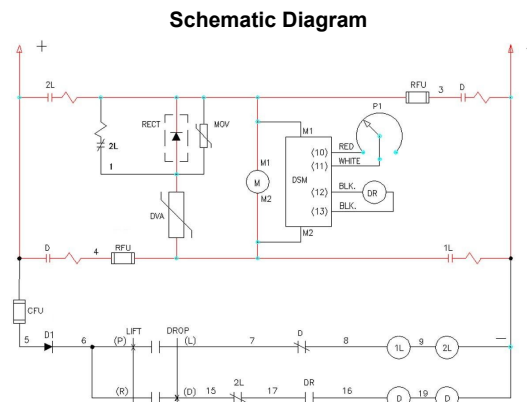 Schematic Diagram
+
2L
RFU
3
D
RECT
MOV
P1
2L
1
M1
RED
(10)
WHITE
(11)
M1
M
M2
DSM
BLK.
(12)
DR
BLK.
(13)
DVA
M2
D
4
RFU
1L
CFU
5
D1
6
LIFT
(P)
DROP
(L)
7
D
8
1L
9
2L
(R)
(D)
15
2L
17
DR
16
D
19
D